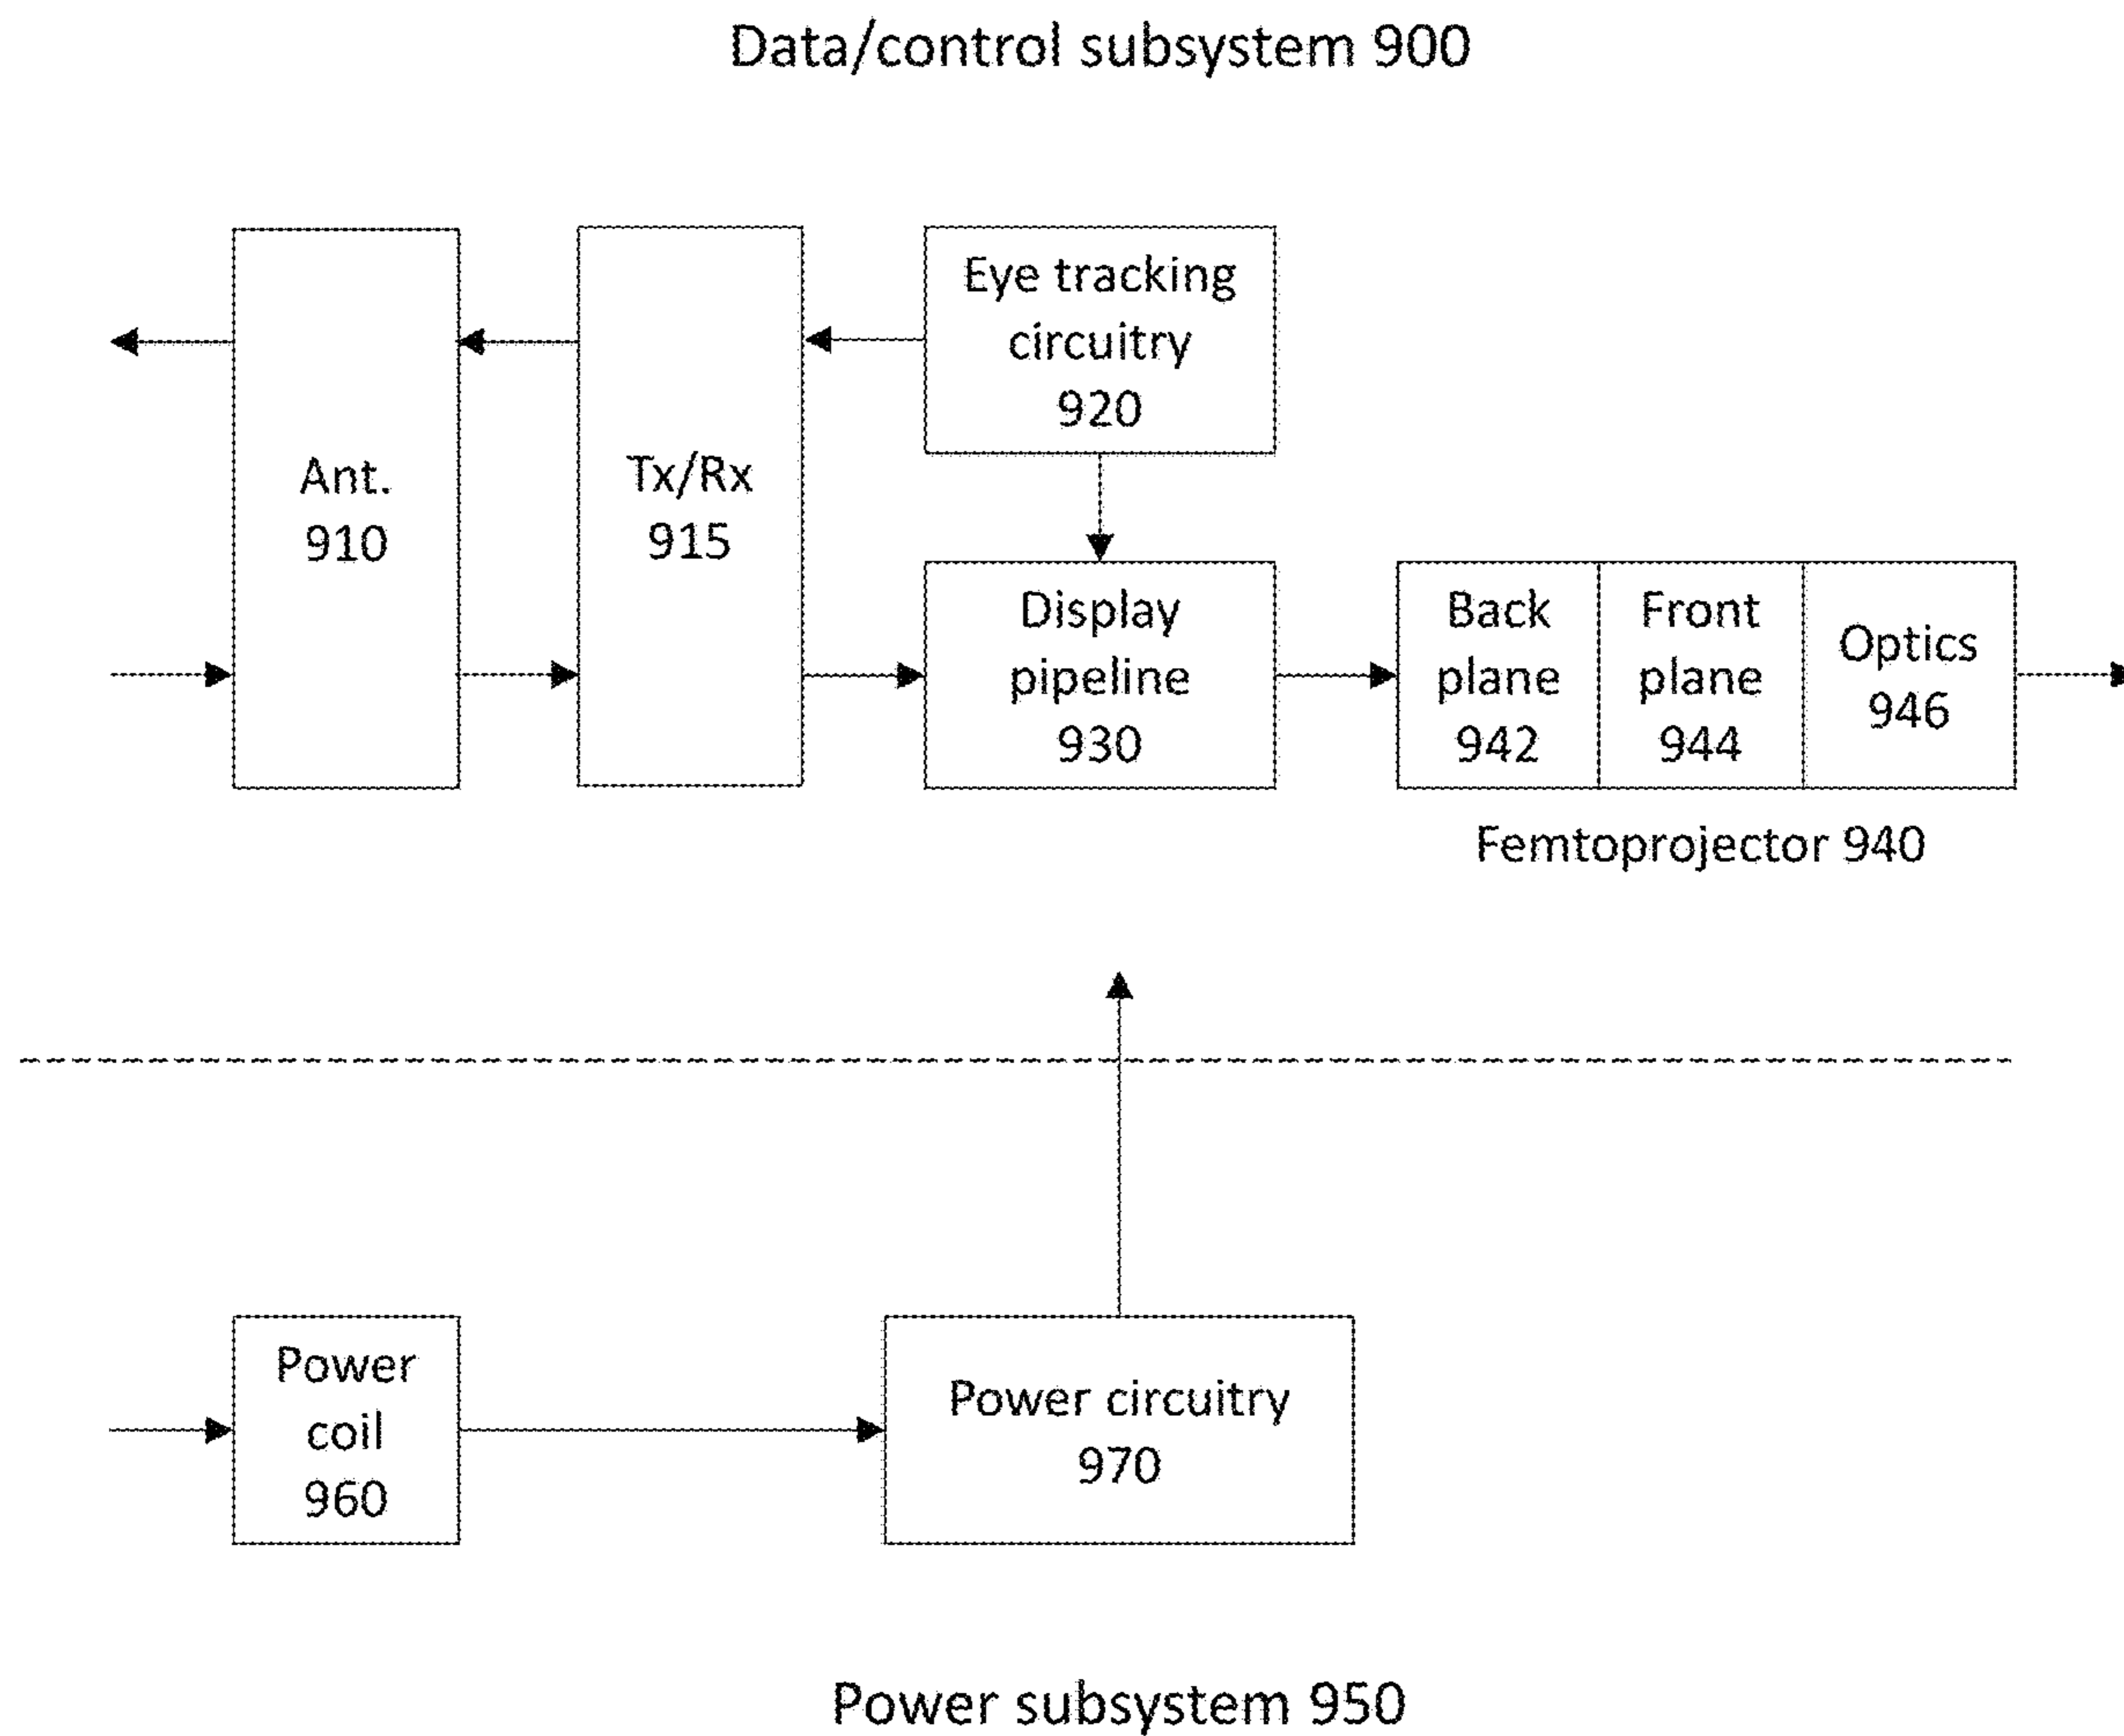 Data/control subsystem 900
Ant.
910
Tx/Rx
915
Eye tracking
circuitry
920
Display
pipeline
930
Back
plane
942
Front
plane
944
Optics
946
Femtoprojector 940
Power
coil
960
Power circuitry
970
Power subsystem 950